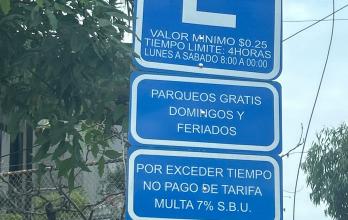 E
VALOR MINIMO $0.25
TIEMPO LIMITE: 4HORAS
LUNES A SABADO 8:00 A 00:00
PARQUEOS GRATIS
DOMINGOS Y
FERIADOS
POR EXCEDER TIEMPO
NO PAGO DE TARIFA
MULTA 7% S.B.U.